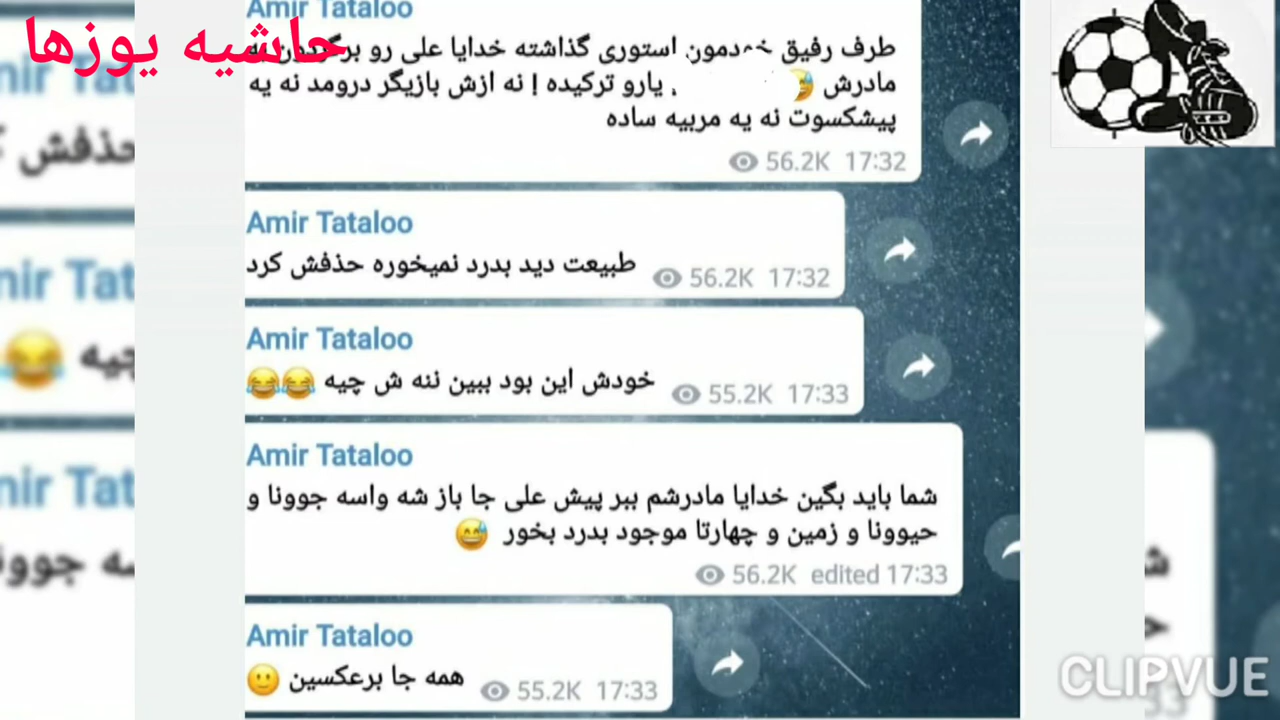 حاشیه یوزها
Amir Tataloo
طرف رفیق خودمون استوری گذاشته خدایا علی رو برگردون به
مادرش 😅 یارو ترکیده ! نه ازش بازیگر درومد نه یه
پیشکسوت نه یه مربیه ساده
56.2K 17:32
Amir Tataloo
طبیعت دید بدرد نمیخوره حذفش کرد
56.2K 17:32
Amir Tataloo
خودش این بود ببین ننه ش چیه 😂😂
55.2K 17:33
Amir Tataloo
شما باید بگین خدایا مادرشم ببر پیش علی جا باز شه واسه جوونا و
حیوونا و زمین و چهارتا موجود بدرد بخور 😅
56.2K edited 17:33
Amir Tataloo
همه جا برعکسین 🙂
55.2K 17:33
CLIPVUE